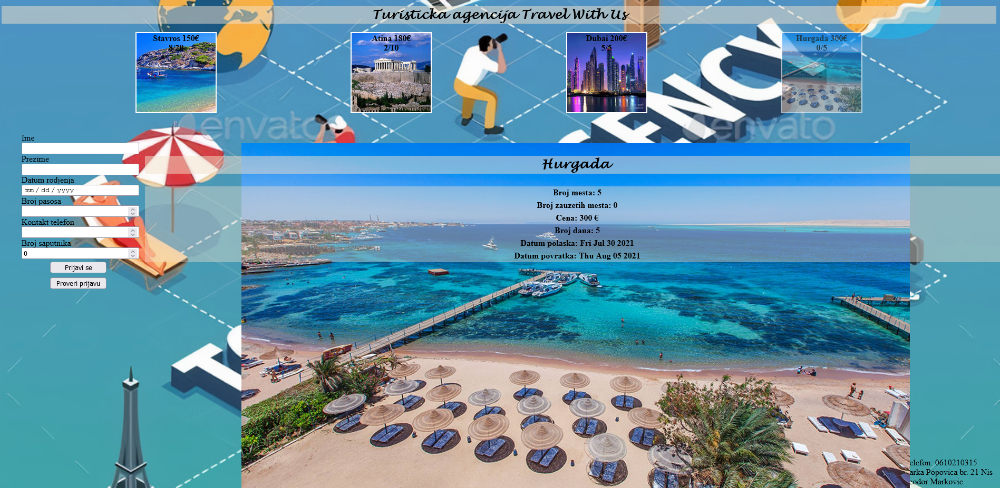 Turisticka agencija Travel With Us
Stavros 150€
8/20
Atina 180€
2/10
Dubai 200€
5/5
Hurgada 300€
0/5
envato
envato
ENCY
Ime
Prezime
Datum rodjenja
mm / dd / yyyy
Broj pasosa
Kontakt telefon
Broj saputnika
0
Prijavi se
Proveri prijavu
Hurgada
Broj mesta: 5
Broj zauzetih mesta: 0
Cena: 300 €
Broj dana: 5
Datum polaska: Fri Jul 30 2021
Datum povratka: Thu Aug 05 2021
T
elefon: 0610210315
arka Popovica br. 21 Nis
eodor Markovic